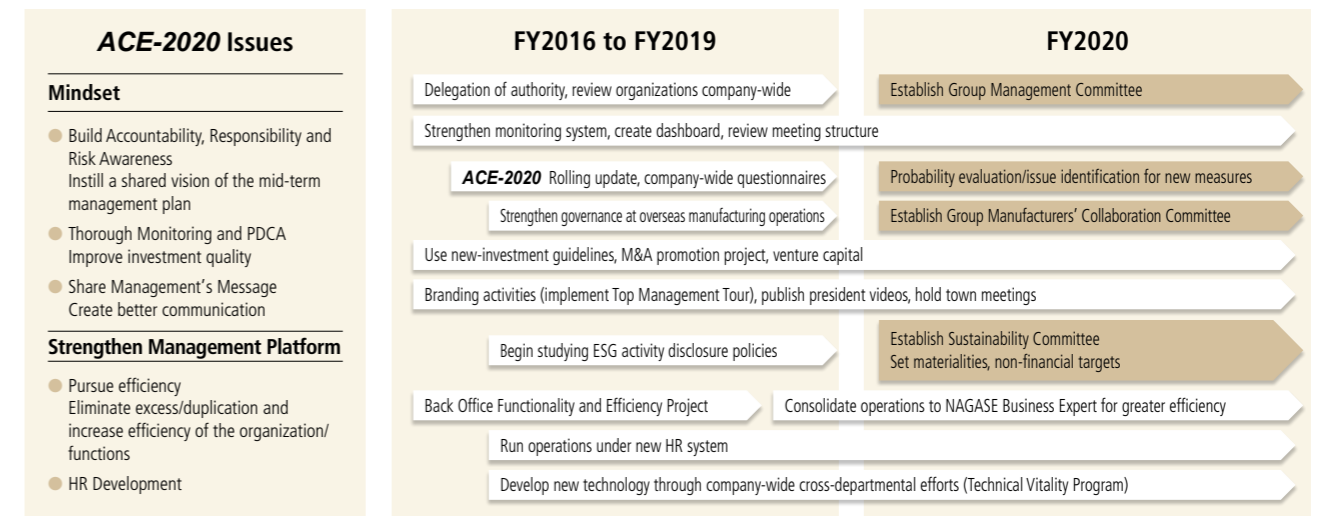 ACE-2020 Issues
Mindset
Build Accountability, Responsibility and
Risk Awareness
Instill a shared vision of the mid-term
management plan
Thorough Monitoring and PDCA
Improve investment quality
Share Management’s Message
Create better communication
Strengthen Management Platform
Pursue efficiency
Eliminate excess/duplication and
increase efficiency of the organization/
functions
HR Development
FY2016 to FY2019
FY2020
Delegation of authority, review organizations company-wide
Establish Group Management Committee
Strengthen monitoring system, create dashboard, review meeting structure
ACE-2020 Rolling update, company-wide questionnaires
Probability evaluation/issue identification for new measures
Strengthen governance at overseas manufacturing operations
Establish Group Manufacturers’ Collaboration Committee
Use new-investment guidelines, M&A promotion project, venture capital
Branding activities (implement Top Management Tour), publish president videos, hold town meetings
Begin studying ESG activity disclosure policies
Establish Sustainability Committee
Set materialities, non-financial targets
Back Office Functionality and Efficiency Project
Consolidate operations to NAGASE Business Expert for greater efficiency
Run operations under new HR system
Develop new technology through company-wide cross-departmental efforts (Technical Vitality Program)